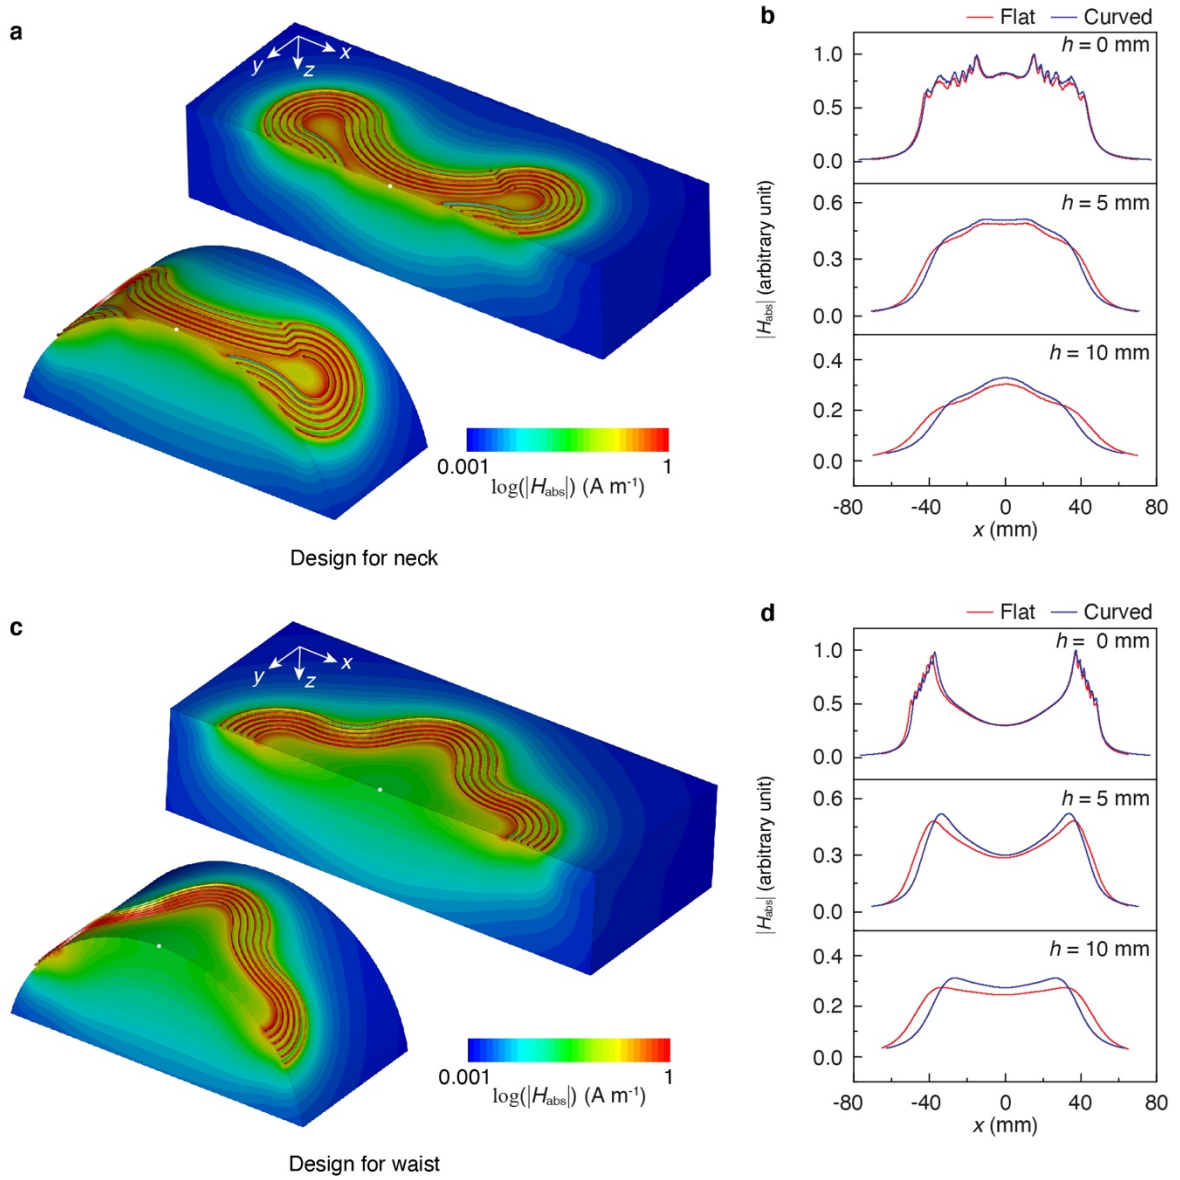 a
x
y
z
0.001 1
log(|Habs|) (A m-1)
Design for neck
b
Flat Curved
h = 0 mm
1.0
0.5
0.0
h = 5 mm
0.6
0.3
0.0
h = 10 mm
0.4
0.2
0.0
|Habs| (arbitrary unit)
-80 -40 0 40 80
x (mm)
c
x
y
z
0.001 1
log(|Habs|) (A m-1)
Design for waist
d
Flat Curved
h = 0 mm
1.0
0.5
0.0
h = 5 mm
0.6
0.3
0.0
h = 10 mm
0.4
0.2
0.0
|Habs| (arbitrary unit)
-80 -40 0 40 80
x (mm)